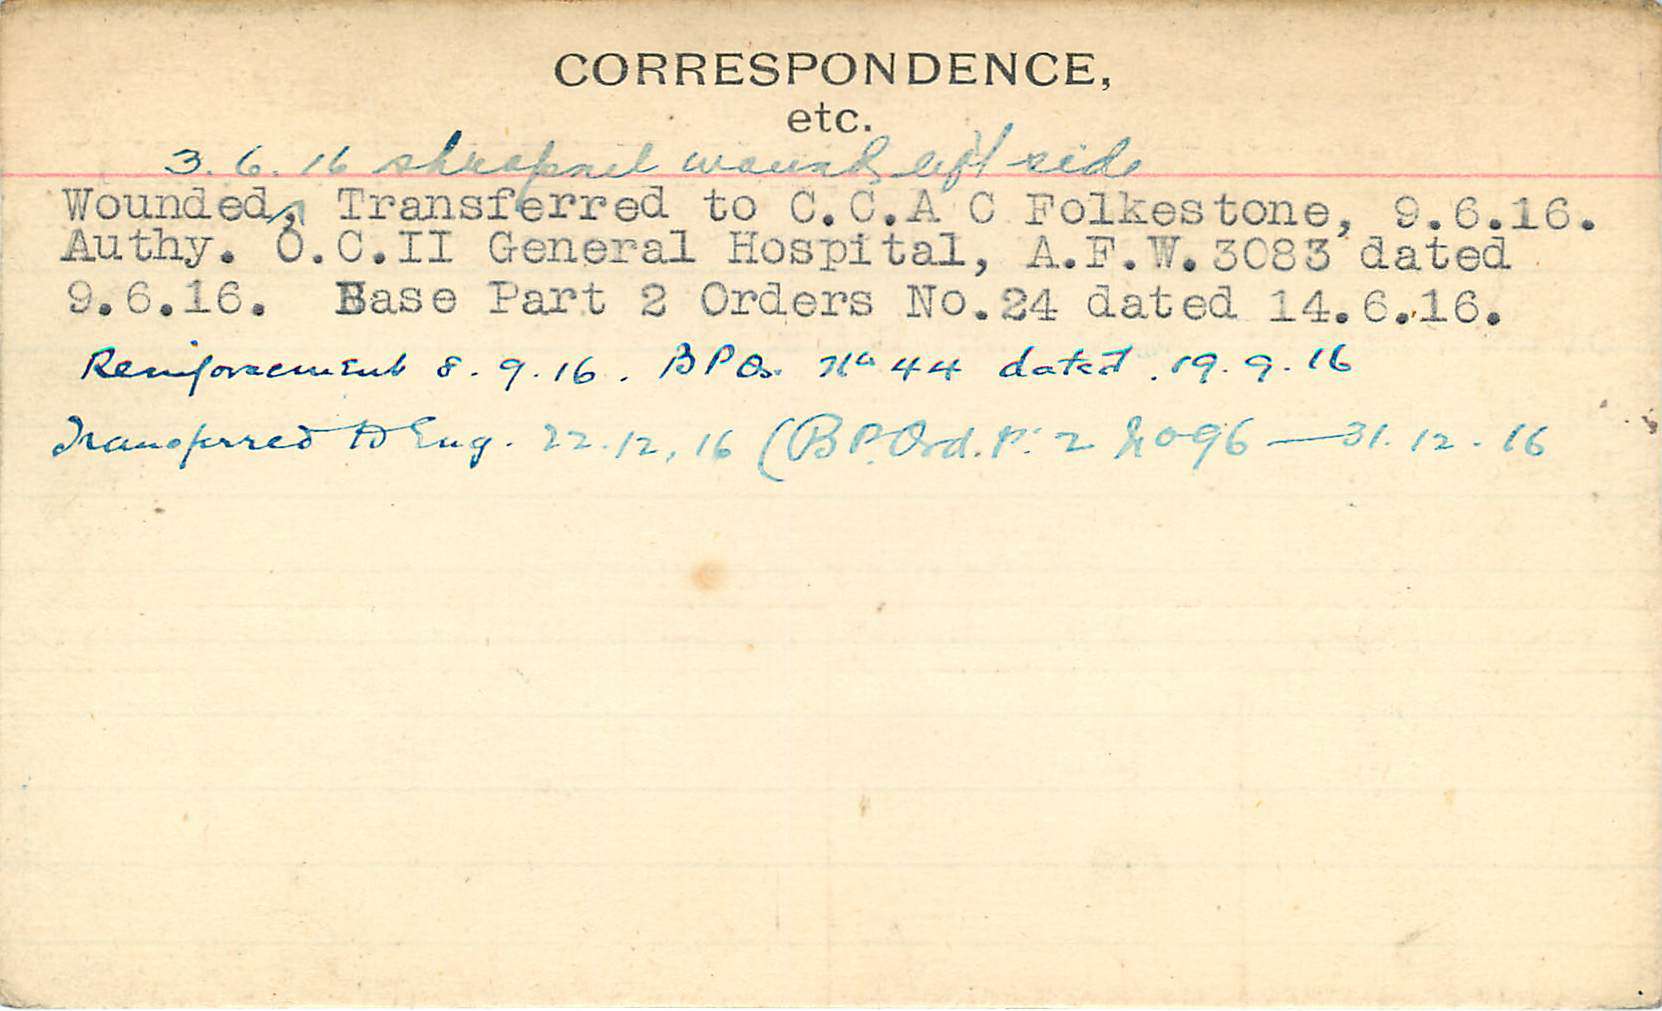 CORRESPONDENCE,
etc.
3.6.16 shrapnel wound left side
Wounded, Transferred to C.C.A C Folkestone, 9.6.16.
Authy. O.C.II General Hospital, A.F.W.3083 dated
9.6.16. Base Part 2 Orders No.24 dated 14.6.16.
Reinforcement 8.9.16. B P Os. No 44 dated 19.9.16
Transferred to Eng. 22.12,16 (B P. Ord. P. 2 No 96 — 31.12.16